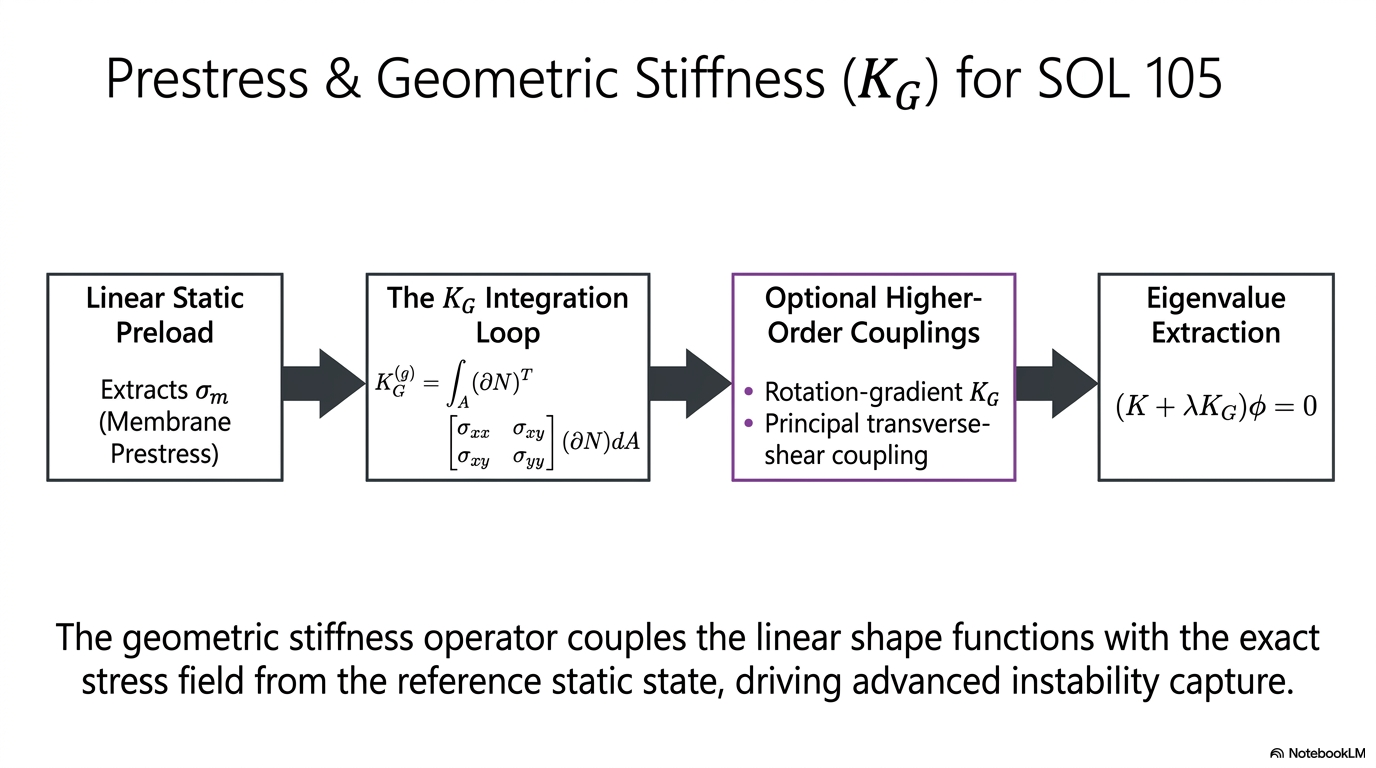 Prestress & Geometric Stiffness (K_G) for SOL 105
Linear Static
Preload
Extracts σ_m
(Membrane
Prestress)
The K_G Integration
Loop
K_G^(g) = ∫_A (∂N)^T
[σ_xx σ_xy
σ_xy σ_yy] (∂N)dA
Optional Higher-
Order Couplings
• Rotation-gradient K_G
• Principal transverse-
shear coupling
Eigenvalue
Extraction
(K + λK_G)ϕ = 0
The geometric stiffness operator couples the linear shape functions with the exact
stress field from the reference static state, driving advanced instability capture.
NotebookLM